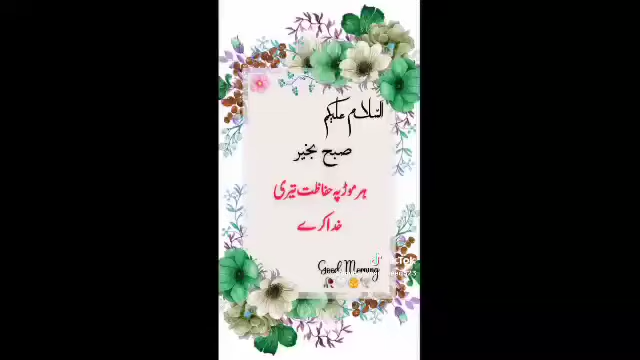 السلام علیکم
صبح بخیر
ہر موڑ پہ حفاظت تیری
خدا کرے
Good Morning